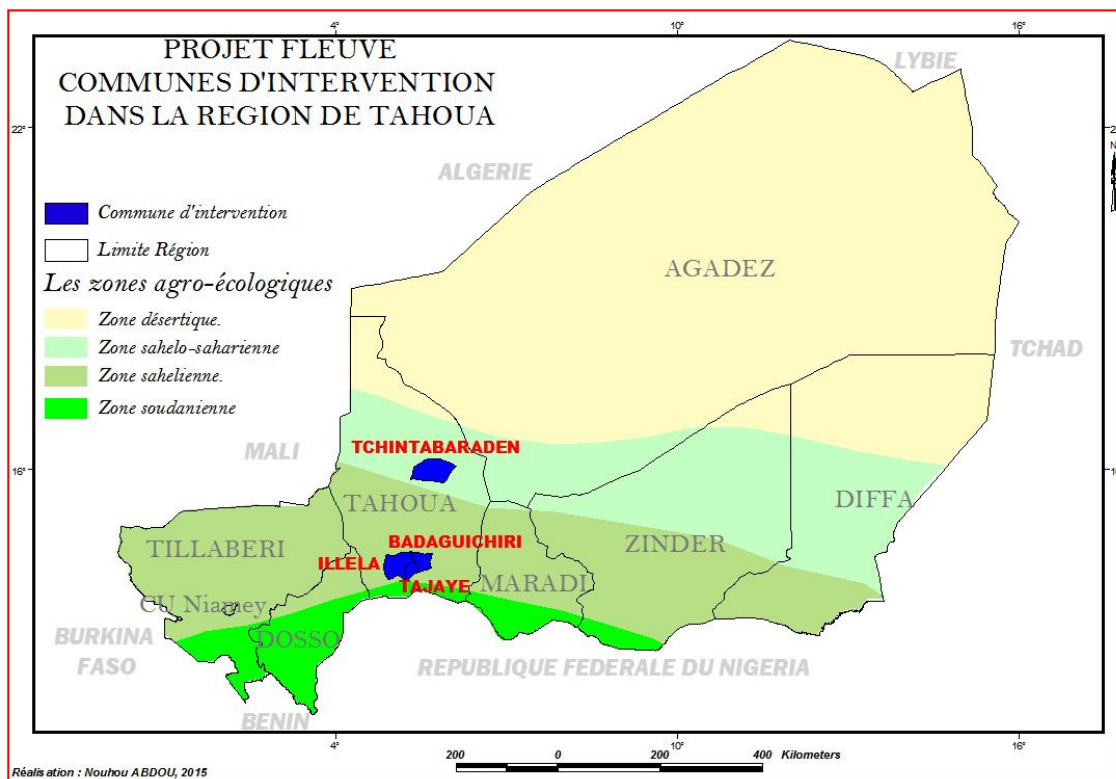 4°
10°
16°
PROJET FLEUVE
COMMUNES D'INTERVENTION
DANS LA REGION DE TAHOUA
LYBIE
22°
ALGERIE
Commune d'intervention
Limite Région
Les zones agro-écologiques
Zone désertique.
Zone sahelo-saharienne
Zone sahelienne.
Zone soudanienne
AGADEZ
TCHAD
MALI
TCHINTABARADEN
16°
TAHOUA
DIFFA
TILLABERI
BADAGUICHIRI
ZINDER
ILLELA
TAJAYE
MARADI
CU Niamey
BURKINA
FASO
DOSSO
REPUBLIQUE FEDERALE DU NIGERIA
BENIN
4°
10°
16°
200 0 200 400 Kilometers
Réalisation : Nouhou ABDOU, 2015